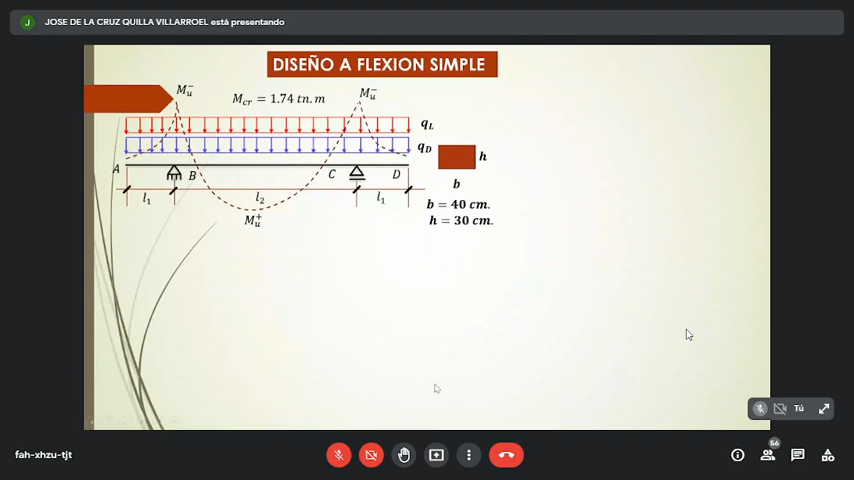 J
JOSE DE LA CRUZ QUILLA VILLARROEL está presentando
DISEÑO A FLEXION SIMPLE
M_u^-
M_cr = 1.74 tn.m
M_u^-
q_L
q_D
h
A
B
C
D
b
l_1
l_2
l_1
M_u^+
b = 40 cm.
h = 30 cm.
Tú
fah-xhzu-tjt
56